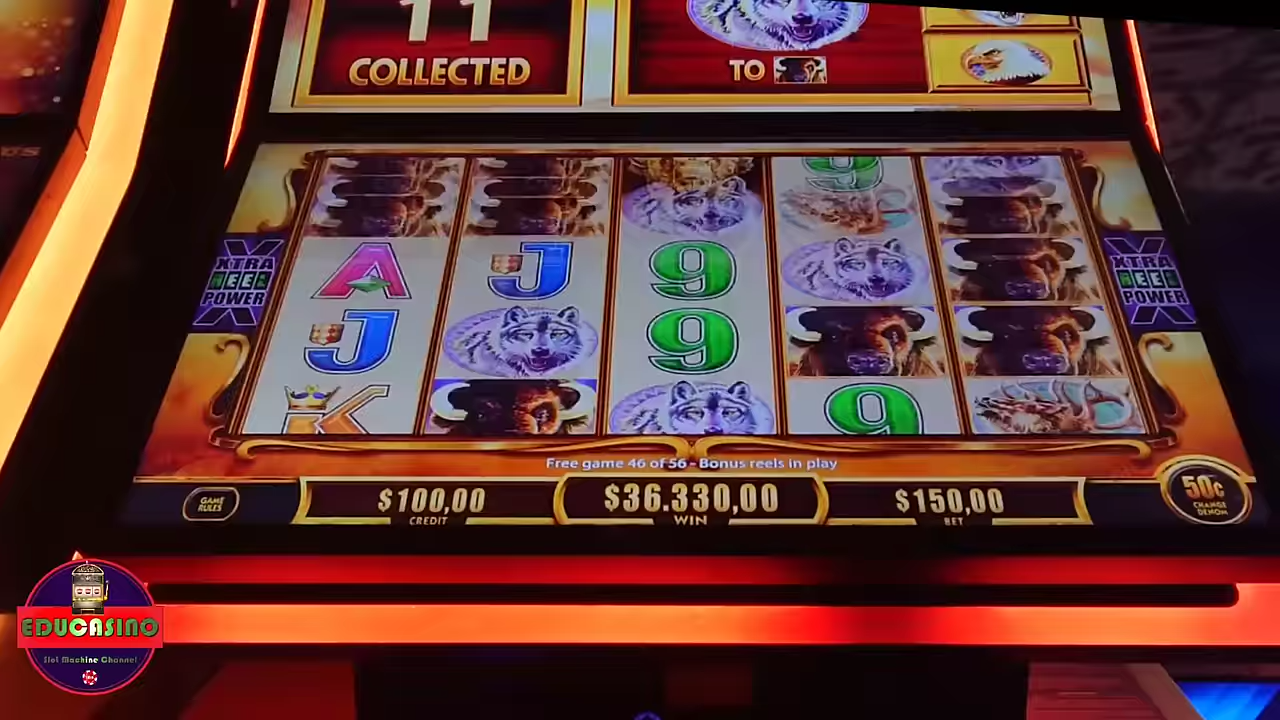 11
COLLECTED
TO
9
XTRA
REEL
POWER
A
J
9
XTRA
REEL
POWER
J
9
K
9
Free game 46 of 56 - Bonus reels in play
GAME
RULES
$100,00
CREDIT
$36.330,00
WIN
$150,00
BET
50¢
CHANGE
DENOM
EDUCASINO
Slot Machine Channel